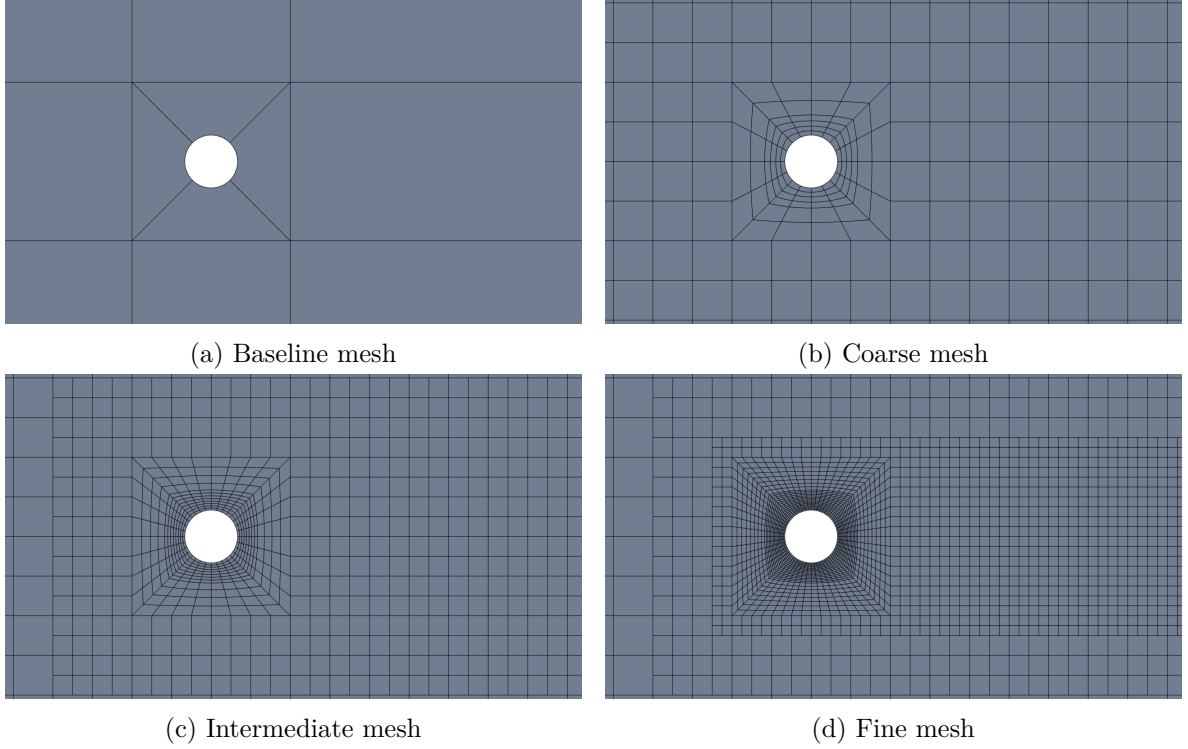 (a) Baseline mesh
(b) Coarse mesh
(c) Intermediate mesh
(d) Fine mesh